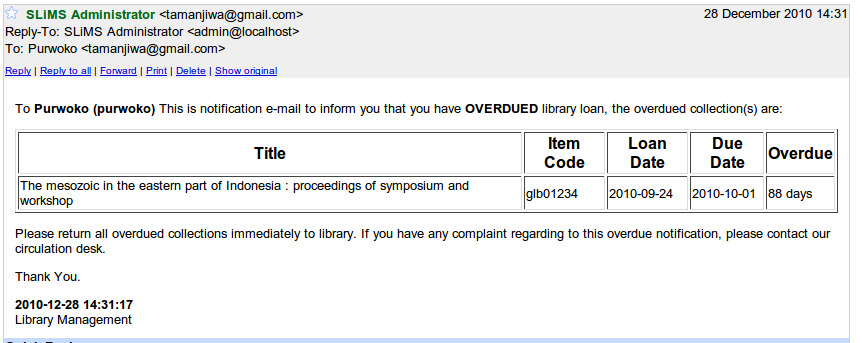 SLiMS Administrator <tamanjiwa@gmail.com> 28 December 2010 14:31
Reply-To: SLiMS Administrator <admin@localhost>
To: Purwoko <tamanjiwa@gmail.com>
Reply | Reply to all | Forward | Print | Delete | Show original
To Purwoko (purwoko) This is notification e-mail to inform you that you have OVERDUED library loan, the overdued collection(s) are:
Title Item Code Loan Date Due Date Overdue
The mesozoic in the eastern part of Indonesia : proceedings of symposium and
workshop glb01234 2010-09-24 2010-10-01 88 days
Please return all overdued collections immediately to library. If you have any complaint regarding to this overdue notification, please contact our
circulation desk.
Thank You.
2010-12-28 14:31:17
Library Management